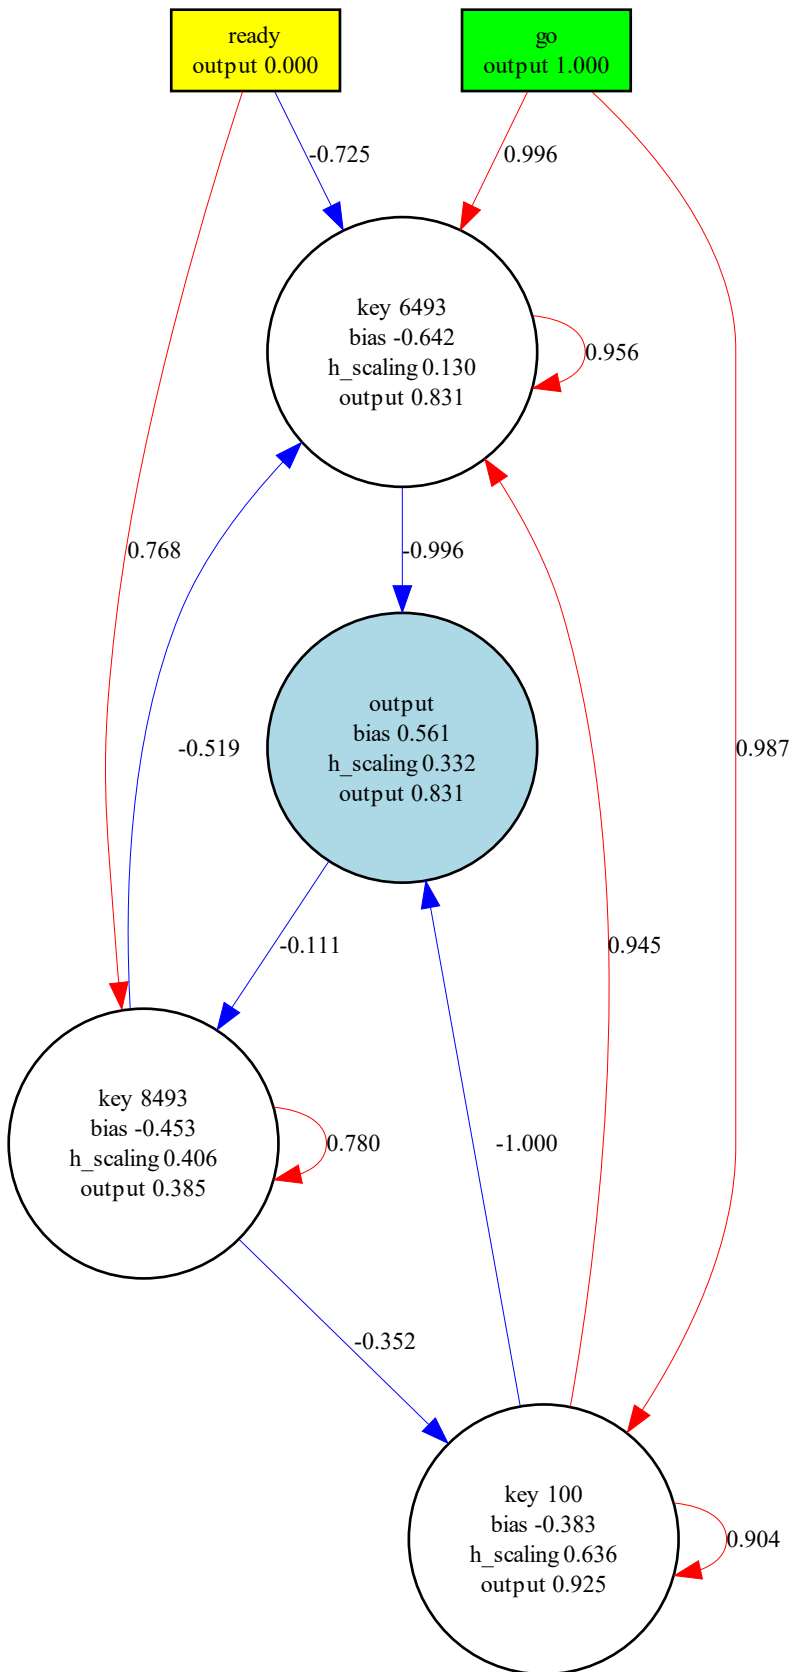 ready
output 0.000
go
output 1.000
-0.725
0.996
key 6493
bias -0.642
h_scaling 0.130
output 0.831
0.956
0.768
-0.996
output
bias 0.561
h_scaling 0.332
output 0.831
-0.519
0.987
-0.111
0.945
key 8493
bias -0.453
h_scaling 0.406
output 0.385
0.780
-1.000
-0.352
key 100
bias -0.383
h_scaling 0.636
output 0.925
0.904